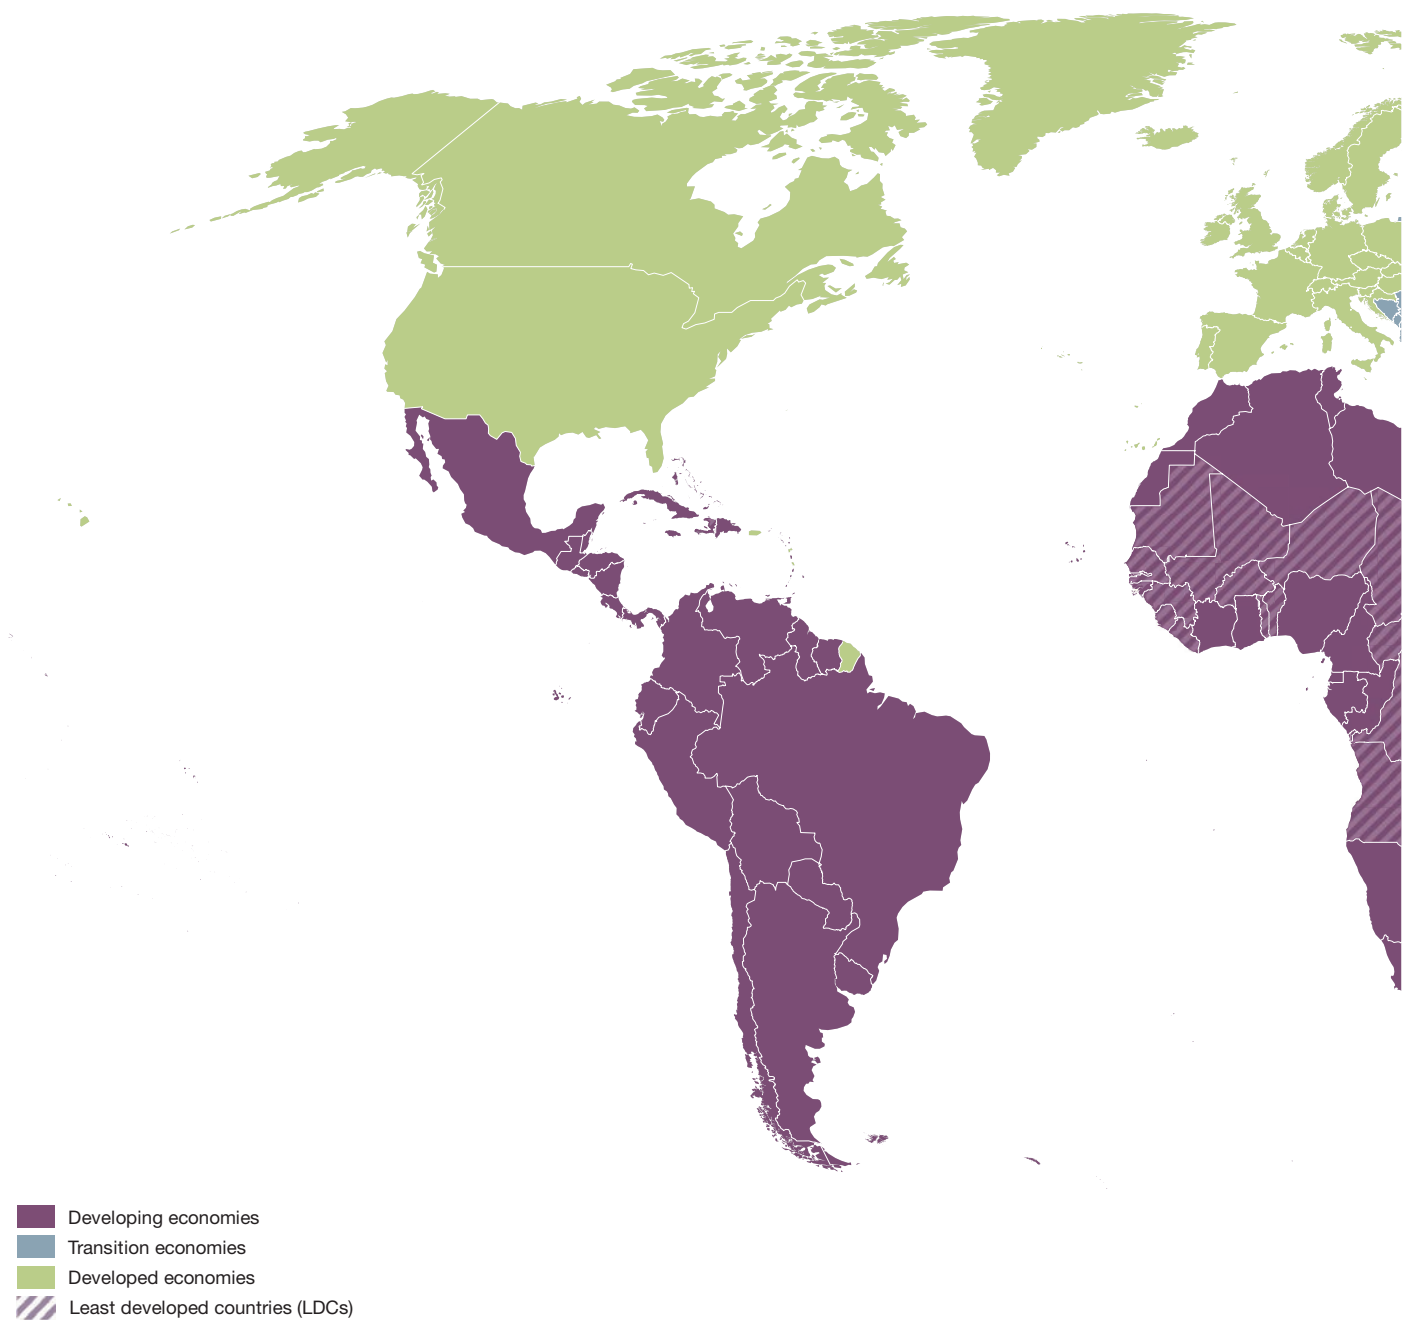 Developing economies
Transition economies
Developed economies
Least developed countries (LDCs)